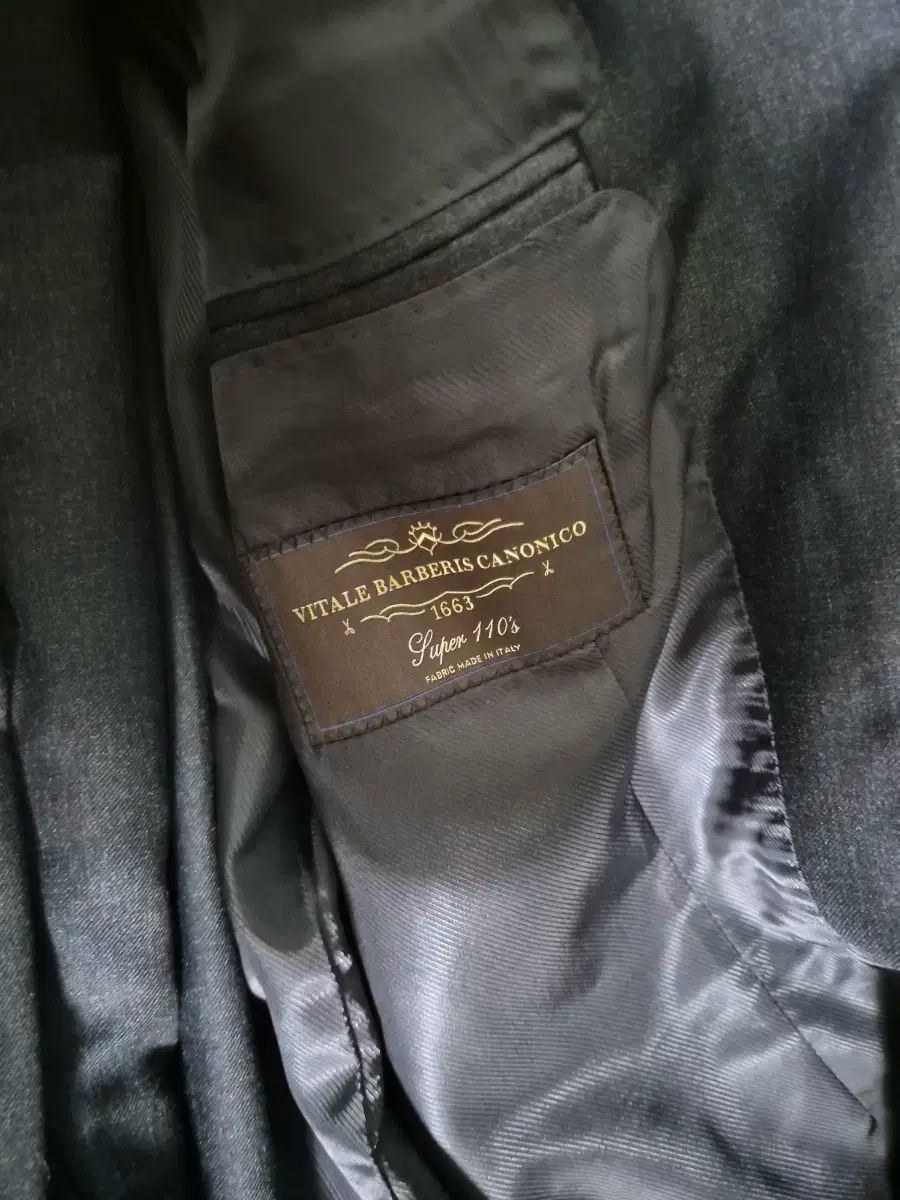 VITALE BARBERIS CANONICO
1663
Super 110's
FABRIC MADE IN ITALY